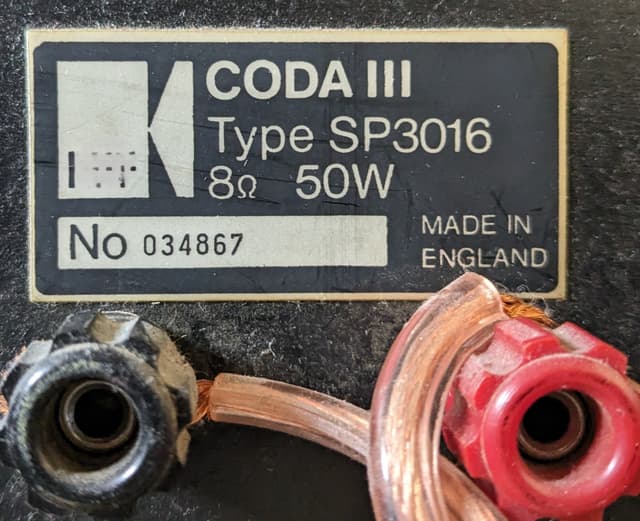 CODA III
Type SP3016
8Ω 50W
No 034867
MADE IN
ENGLAND